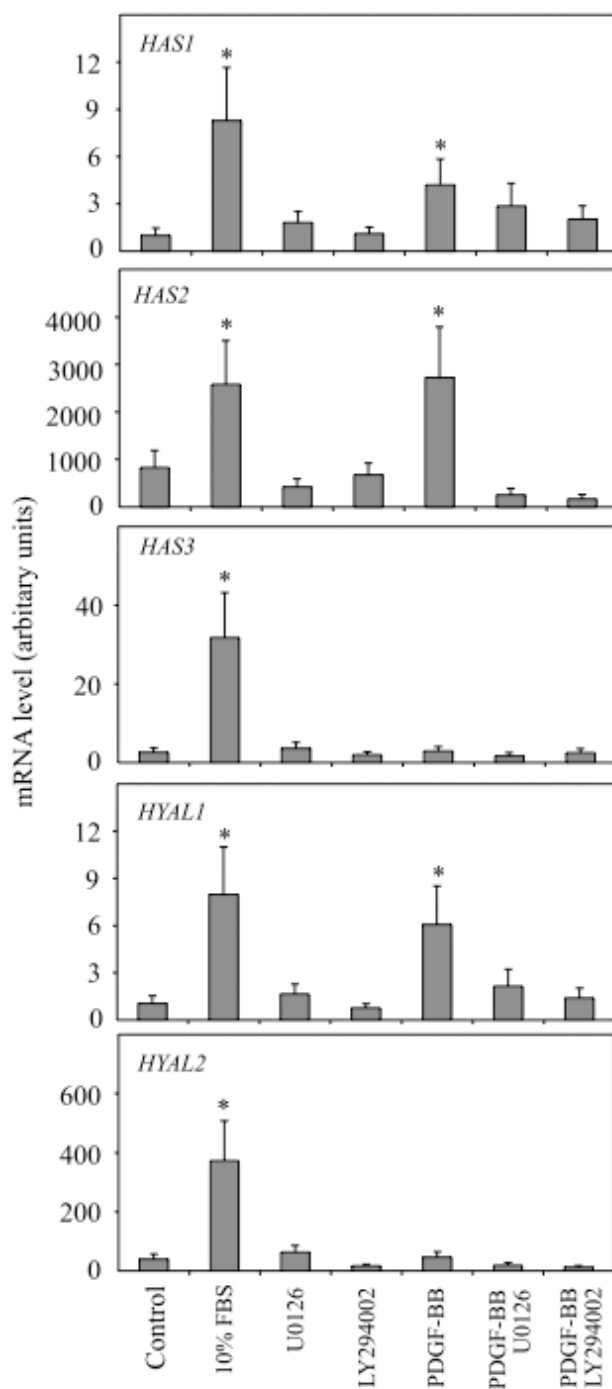 HAS1
12
*
9
6
*
3
0
HAS2
4000
*
*
3000
2000
1000
0
HAS3
*
40
20
0
HYAL1
12
*
9
*
6
3
0
HYAL2
600
*
400
200
0
mRNA level (arbitary units)
Control
10% FBS
U0126
LY294002
PDGF-BB
PDGF-BB
U0126
PDGF-BB
LY294002